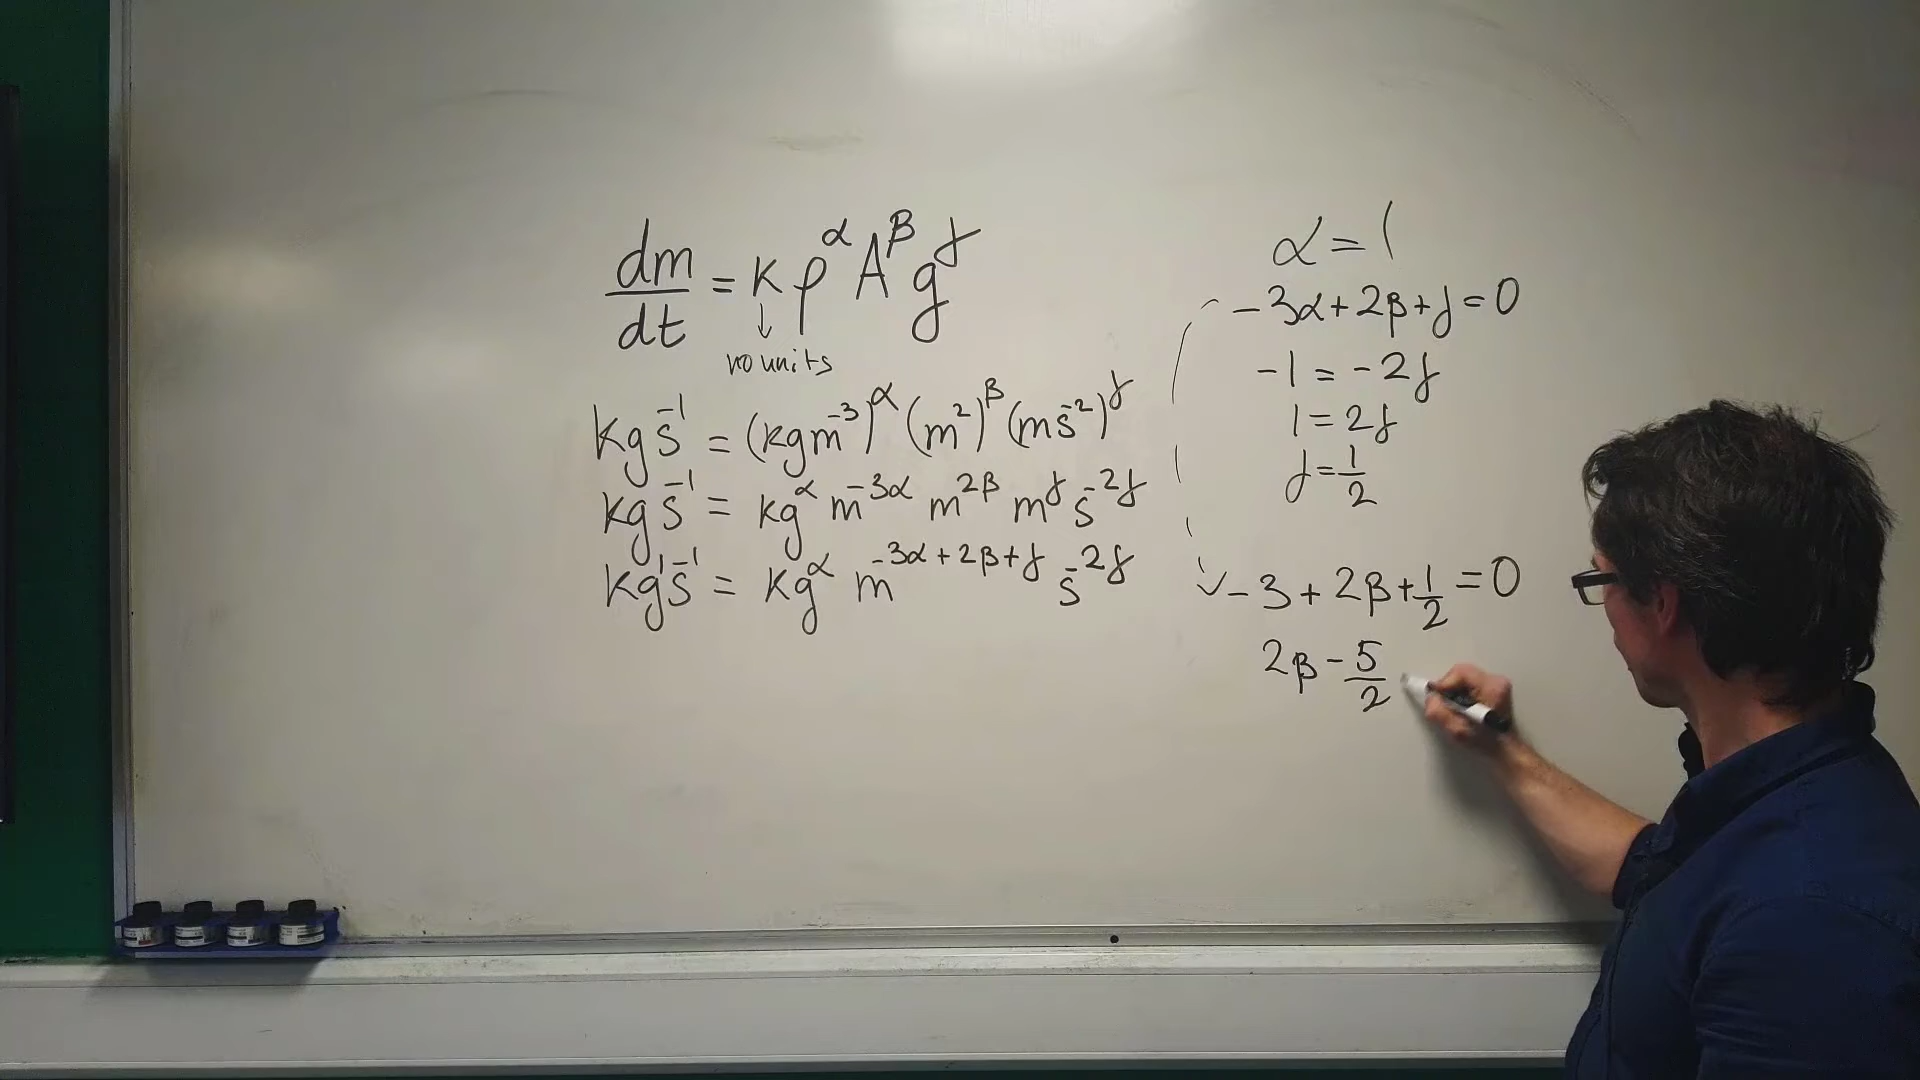 dm/dt = K ρ^α A^β g^γ
↓
no units
kg s^-1 = (kg m^-3)^α (m^2)^β (m s^-2)^γ
kg s^-1 = kg^α m^-3α m^2β m^γ s^-2γ
kg^1 s^-1 = kg^α m^-3α+2β+γ s^-2γ
α = 1
-3α + 2β + γ = 0
-1 = -2γ
1 = 2γ
γ = 1/2
-3 + 2β + 1/2 = 0
2β - 5/2